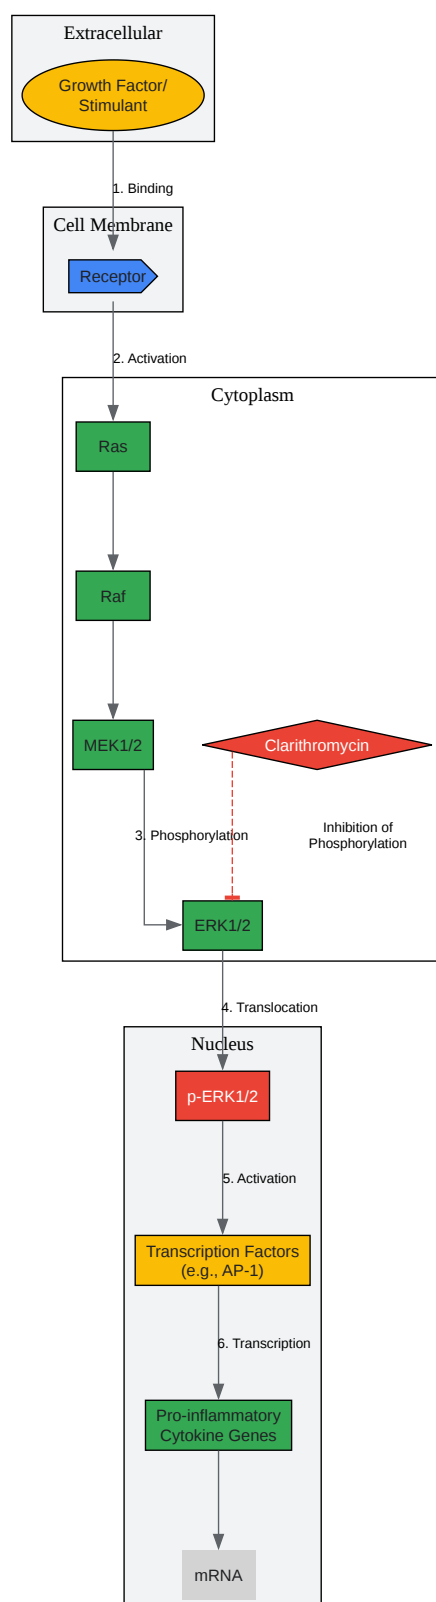 Extracellular
Growth Factor/
Stimulant
1. Binding
Cell Membrane
Receptor
2. Activation
Cytoplasm
Ras
Raf
MEK1/2
Clarithromycin
3. Phosphorylation
Inhibition of
Phosphorylation
ERK1/2
4. Translocation
Nucleus
p-ERK1/2
5. Activation
Transcription Factors
(e.g., AP-1)
6. Transcription
Pro-inflammatory
Cytokine Genes
mRNA